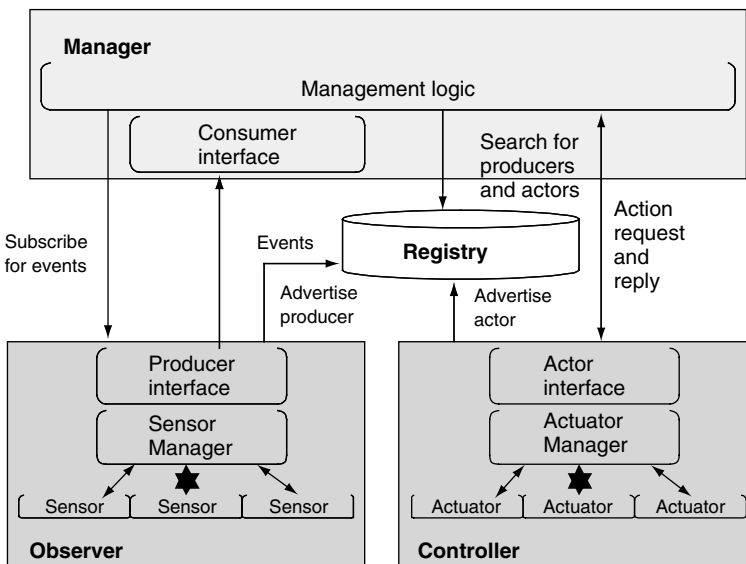 Manager
Management logic
Consumer
interface
Search for
producers
and actors
Subscribe
for events
Events
Registry
Action
request
and
reply
Advertise
producer
Advertise
actor
Producer
interface
Sensor
Manager
Sensor
Sensor
Sensor
Observer
Actor
interface
Actuator
Manager
Actuator
Actuator
Actuator
Controller